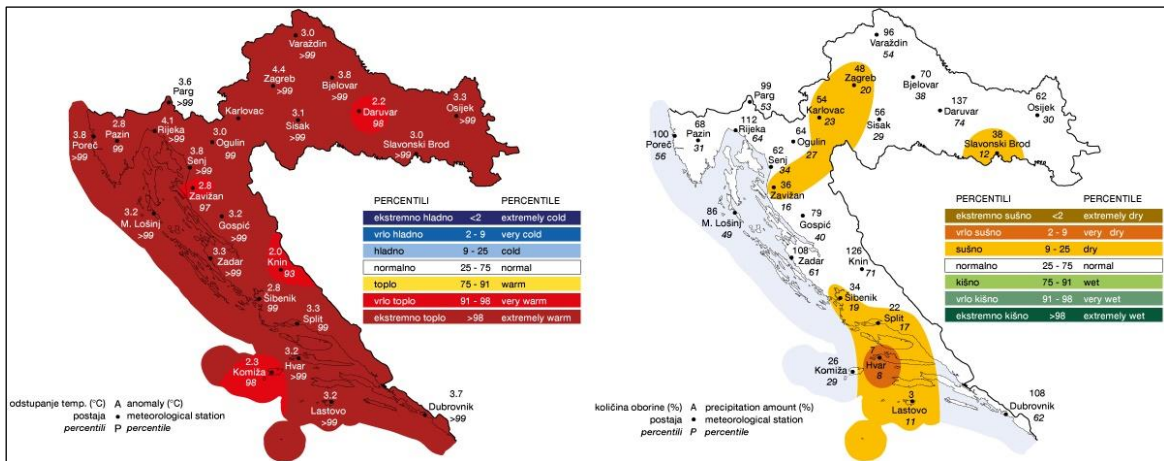 3.0
Varaždin
>99
4.4
Zagreb
>99
3.8
Bjelovar
>99
3.6
Parg
>99
2.2
Daruvar
98
3.3
Osijek
>99
Karlovac
3.1
Sisak
>99
4.1
Rijeka
>99
2.8
Pazin
99
3.8
Poreč
>99
3.0
Ogulin
99
3.0
Slavonski Brod
>99
3.8
Senj
>99
2.8
Zavižan
97
3.2
M. Lošinj
>99
3.2
Gospić
>99
3.3
Zadar
>99
2.0
Knin
93
2.8
Šibenik
99
3.3
Split
99
3.2
Hvar
>99
2.3
Komiža
98
3.2
Lastovo
>99
3.7
Dubrovnik
>99
PERCENTILI PERCENTILE
ekstremno hladno <2 extremely cold
vrlo hladno 2 - 9 very cold
hladno 9 - 25 cold
normalno 25 - 75 normal
toplo 75 - 91 warm
vrlo toplo 91 - 98 very warm
ekstremno toplo >98 extremely warm
odstupanje temp. (°C) A anomaly (°C)
postaja ● meteorological station
percentili P percentile
96
Varaždin
54
48
Zagreb
20
70
Bjelovar
38
99
Parg
53
54
Karlovac
23
137
Daruvar
74
62
Osijek
30
56
Sisak
29
112
Rijeka
64
68
Pazin
31
100
Poreč
56
64
Ogulin
27
38
Slavonski Brod
12
62
Senj
34
36
Zavižan
16
86
M. Lošinj
49
79
Gospić
40
108
Zadar
61
126
Knin
71
34
Šibenik
19
22
Split
17
Hvar
26
Komiža
29
3
Lastovo
11
108
Dubrovnik
62
PERCENTILI PERCENTILE
ekstremno sušno <2 extremely dry
vrlo sušno 2 - 9 very dry
sušno 9 - 25 dry
normalno 25 - 75 normal
kišno 75 - 91 wet
vrlo kišno 91 - 98 very wet
ekstremno kišno >98 extremely wet
količina oborine (%) A precipitation amount (%)
postaja ● meteorological station
percentili P percentile